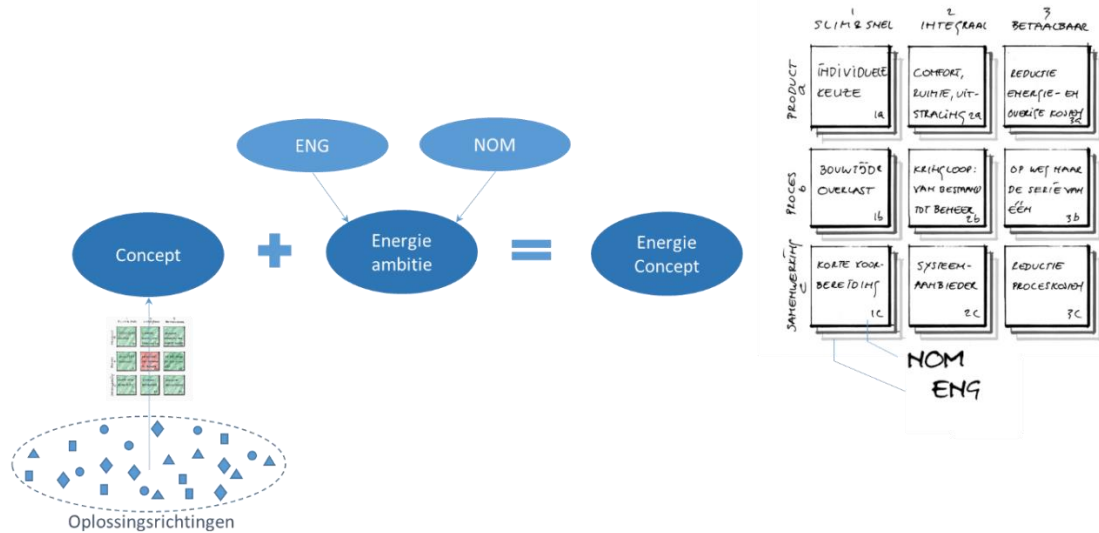 ENG
NOM
Concept
Energie
ambitie
Energie
Concept
Oplossingsrichtingen
1
SLIM & SNEL
2
INTEGRAAL
3
BETAALBAAR
PRODUCT
a
INDIVIDUELE
KEUZE
1a
COMFORT,
RUIMTE, UIT-
STRALING 2a
REDUCTIE
ENERGIE- EN
OVERIGE KOSTEN
3a
PROCES
b
BOUWTIJD &
OVERLAST
1b
KRINGLOOP:
VAN BESTAND
TOT BEHEER
2b
OP WEG NAAR
DE SERIE VAN
ÉÉN
3b
SAMENWERKING
c
KORTE VOOR-
BEREIDING
1c
SYSTEEM-
AANBIEDER
2c
REDUCTIE
PROCESKOSTEN
3c
NOM
ENG